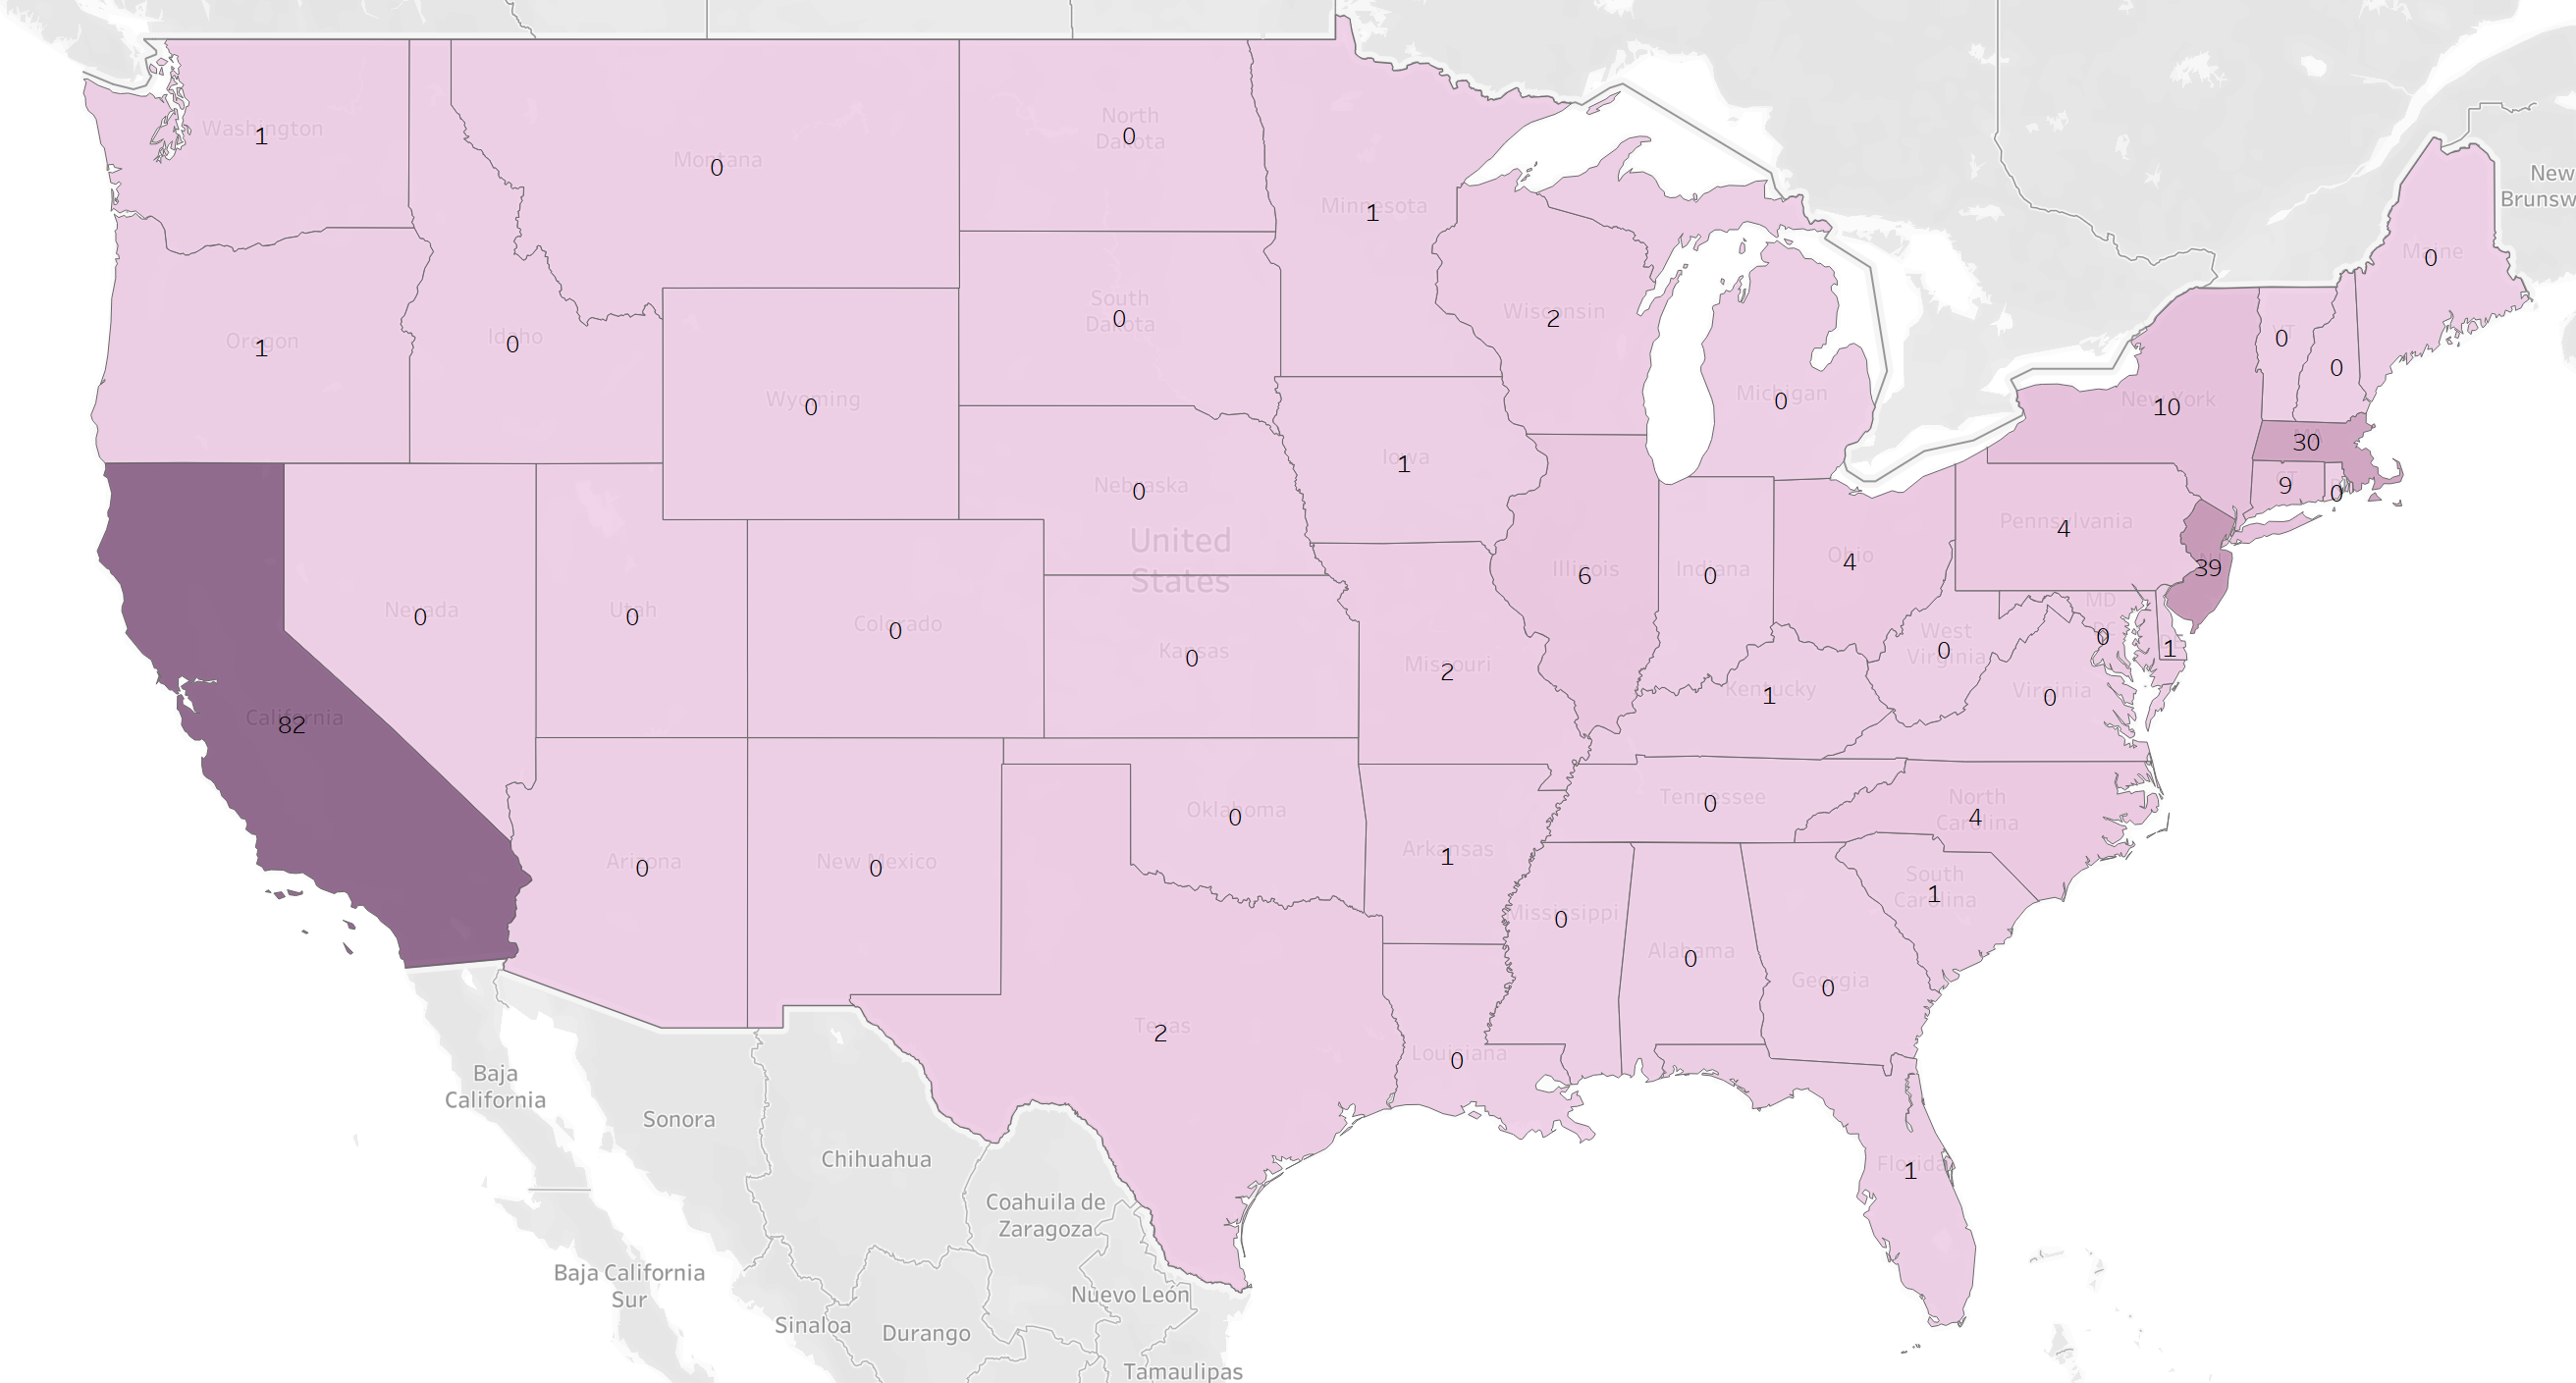 New
Brunsw
Washington
1
Montana
0
North
Dakota
0
Minnesota
1
Maine
0
Oregon
1
Idaho
0
South
Dakota
0
Wisconsin
2
VT
0
0
Wyoming
0
Michigan
0
New York
10
30
Iowa
1
Nebraska
0
CT
9
0
Pennsylvania
4
United
States
Illinois
6
Indiana
0
Ohio
4
NJ
39
Nevada
0
Utah
0
Colorado
0
Kansas
0
Missouri
2
West
Virginia
0
MD
0
1
Kentucky
1
Virginia
0
California
82
Oklahoma
0
Tennessee
0
North
Carolina
4
Arizona
0
New Mexico
0
Arkansas
1
South
Carolina
1
Mississippi
0
Alabama
0
Georgia
0
Texas
2
Louisiana
0
Florida
1
Baja
California
Sonora
Chihuahua
Coahuila de
Zaragoza
Baja California
Sur
Nuevo León
Sinaloa
Durango
Tamaulipas